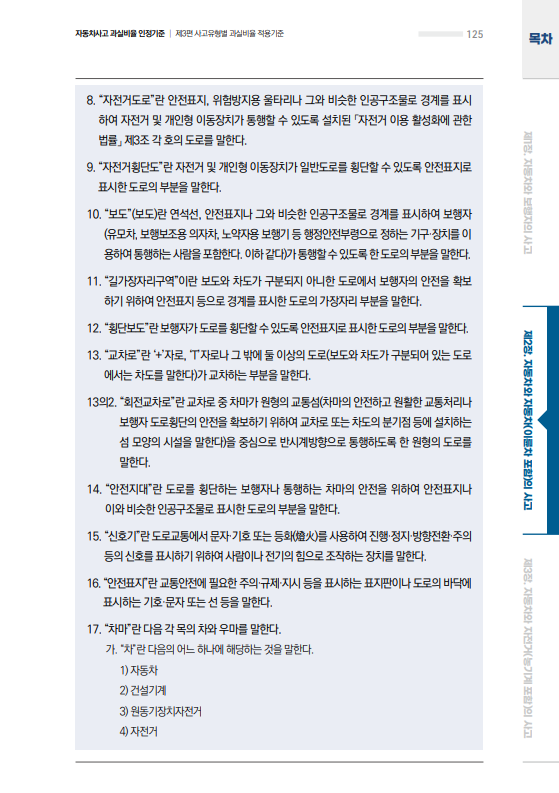 자동차사고 과실비율 인정기준 | 제3편 사고유형별 과실비율 적용기준
125
목차
8. “자전거도로”란 안전표지, 위험방지용 울타리나 그와 비슷한 인공구조물로 경계를 표시
하여 자전거 및 개인형 이동장치가 통행할 수 있도록 설치된 「자전거 이용 활성화에 관한
법률」 제3조 각 호의 도로를 말한다.
9. “자전거횡단도”란 자전거 및 개인형 이동장치가 일반도로를 횡단할 수 있도록 안전표지로
표시한 도로의 부분을 말한다.
10. “보도”(보도)란 연석선, 안전표지나 그와 비슷한 인공구조물로 경계를 표시하여 보행자
(유모차, 보행보조용 의자차, 노약자용 보행기 등 행정안전부령으로 정하는 기구·장치를 이
용하여 통행하는 사람을 포함한다. 이하 같다)가 통행할 수 있도록 한 도로의 부분을 말한다.
11. “길가장자리구역”이란 보도와 차도가 구분되지 아니한 도로에서 보행자의 안전을 확보
하기 위하여 안전표지 등으로 경계를 표시한 도로의 가장자리 부분을 말한다.
12. “횡단보도”란 보행자가 도로를 횡단할 수 있도록 안전표지로 표시한 도로의 부분을 말한다.
13. “교차로”란 ‘+’자로, ‘T’자로나 그 밖에 둘 이상의 도로(보도와 차도가 구분되어 있는 도로
에서는 차도를 말한다)가 교차하는 부분을 말한다.
13의2. “회전교차로”란 교차로 중 차마가 원형의 교통섬(차마의 안전하고 원활한 교통처리나
보행자 도로횡단의 안전을 확보하기 위하여 교차로 또는 차도의 분기점 등에 설치하는
섬 모양의 시설을 말한다)을 중심으로 반시계방향으로 통행하도록 한 원형의 도로를
말한다.
14. “안전지대”란 도로를 횡단하는 보행자나 통행하는 차마의 안전을 위하여 안전표지나
이와 비슷한 인공구조물로 표시한 도로의 부분을 말한다.
15. “신호기”란 도로교통에서 문자·기호 또는 등화(燈火)를 사용하여 진행·정지·방향전환·주의
등의 신호를 표시하기 위하여 사람이나 전기의 힘으로 조작하는 장치를 말한다.
16. “안전표지”란 교통안전에 필요한 주의·규제·지시 등을 표시하는 표지판이나 도로의 바닥에
표시하는 기호·문자 또는 선 등을 말한다.
17. “차마”란 다음 각 목의 차와 우마를 말한다.
가. “차”란 다음의 어느 하나에 해당하는 것을 말한다.
1) 자동차
2) 건설기계
3) 원동기장치자전거
4) 자전거
제1장. 자동차와 보행자의 사고
제2장. 자동차와 자동차(이륜차 포함)의 사고
제3장. 자동차와 자전거(농기계 포함)의 사고